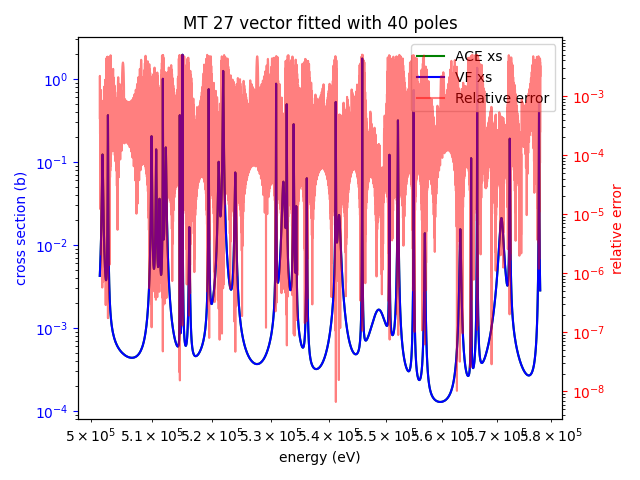 MT 27 vector fitted with 40 poles
ACE xs
VF xs
Relative error
cross section (b)
10⁰
10⁻¹
10⁻²
10⁻³
10⁻⁴
relative error
10⁻³
10⁻⁴
10⁻⁵
10⁻⁶
10⁻⁷
10⁻⁸
5 × 10⁵ 5.1 × 10⁵ 5.2 × 10⁵ 5.3 × 10⁵ 5.4 × 10⁵ 5.5 × 10⁵ 5.6 × 10⁵ 5.7 × 10⁵ 5.8 × 10⁵
energy (eV)